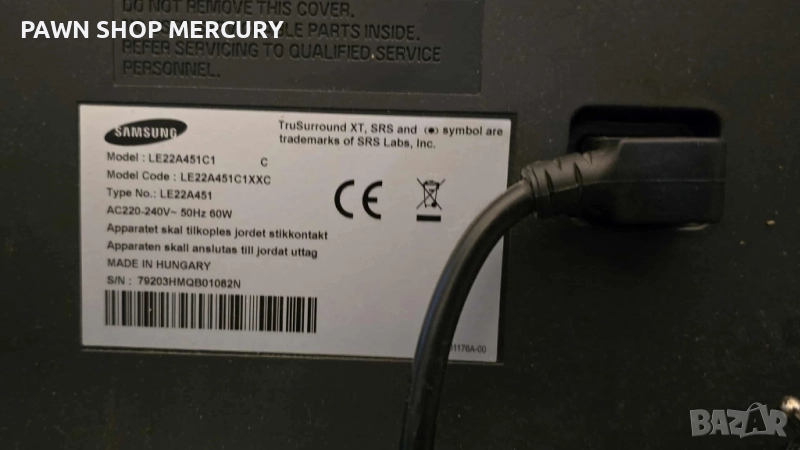 DO NOT REMOVE THIS COVER.
PARTS INSIDE.
REFER SERVICING TO QUALIFIED SERVICE
PERSONNEL.
PAWN SHOP MERCURY
SAMSUNG
TruSurround XT, SRS and (●) symbol are
trademarks of SRS Labs, Inc.
Model : LE22A451C1 C
Model Code : LE22A451C1XXC
Type No.: LE22A451
AC220-240V~ 50Hz 60W
Apparatet skal tilkoples jordet stikkontakt
Apparaten skall anslutas till jordat uttag
MADE IN HUNGARY
S/N : 79203HMQB01082N
CE
01176A-00
BAZAR